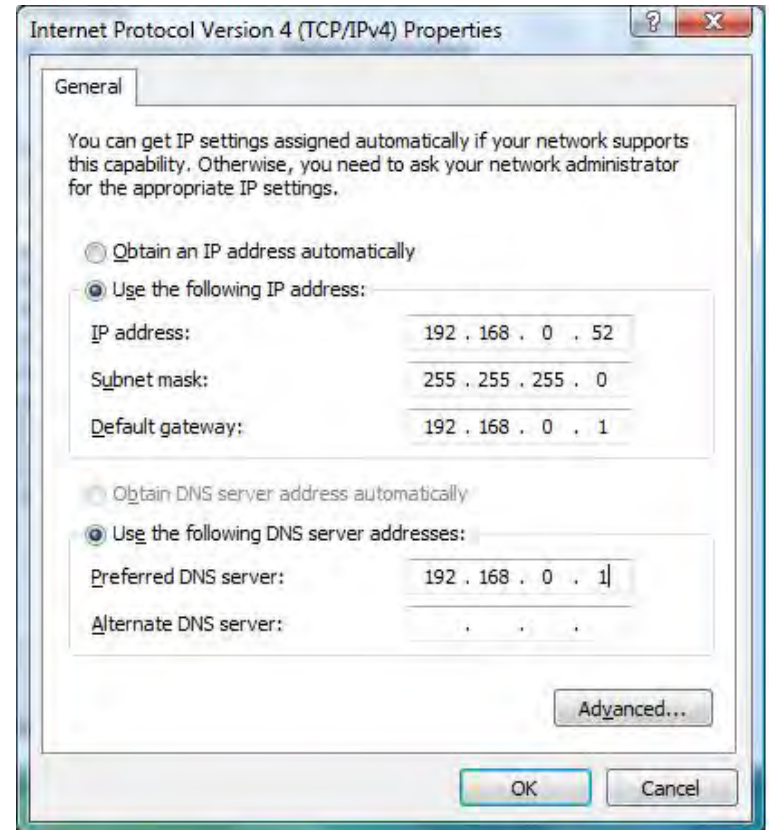 Internet Protocol Version 4 (TCP/IPv4) Properties
General
You can get IP settings assigned automatically if your network supports
this capability. Otherwise, you need to ask your network administrator
for the appropriate IP settings.
Obtain an IP address automatically
Use the following IP address:
IP address: 192 . 168 . 0 . 52
Subnet mask: 255 . 255 . 255 . 0
Default gateway: 192 . 168 . 0 . 1
Obtain DNS server address automatically
Use the following DNS server addresses:
Preferred DNS server: 192 . 168 . 0 . 1
Alternate DNS server: . . .
Advanced...
OK Cancel